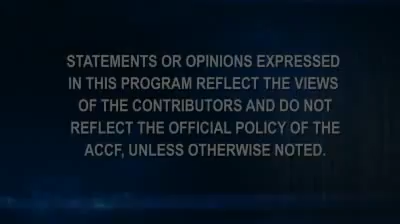 STATEMENTS OR OPINIONS EXPRESSED
IN THIS PROGRAM REFLECT THE VIEWS
OF THE CONTRIBUTORS AND DO NOT
REFLECT THE OFFICIAL POLICY OF THE
ACCF, UNLESS OTHERWISE NOTED.